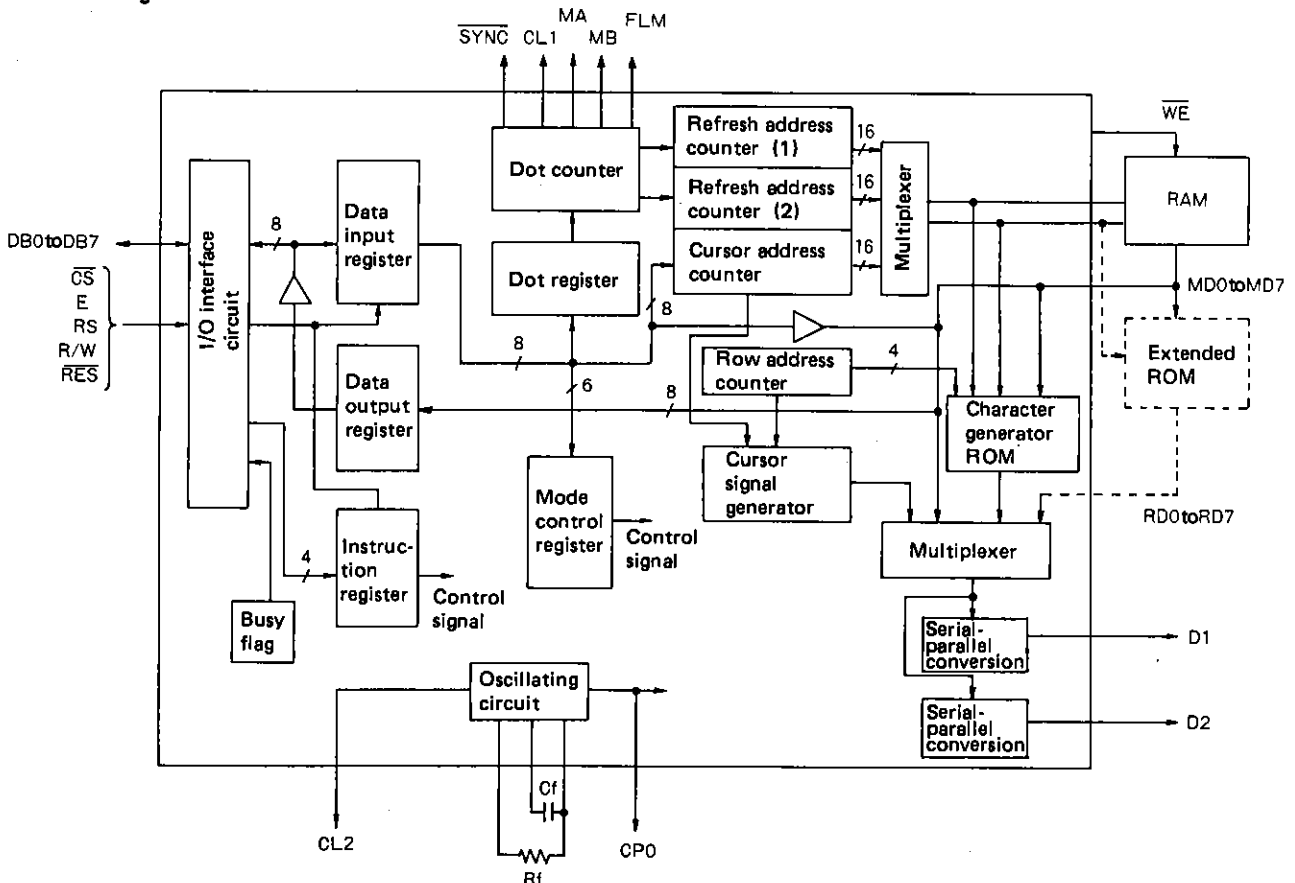 MA
FLM
SYNC
CL1
MB
WE
Refresh address
counter (1)
16
Dot counter
Refresh address
counter (2)
16
Multiplexer
RAM
Data
input
register
8
DB0toDB7
Dot register
Cursor address
counter
16
CS
E
RS
R/W
RES
I/O interface
circuit
8
MD0toMD7
8
6
Row address
counter
4
Extended
ROM
Data
output
register
8
Character
generator
ROM
Cursor
signal
generator
Mode
control
register
Control
signal
RD0toRD7
4
Instruc-
tion
register
Control
signal
Multiplexer
Busy
flag
Serial-
parallel
conversion
D1
Oscillating
circuit
Serial-
parallel
conversion
D2
Cf
CL2
CP0
Rf